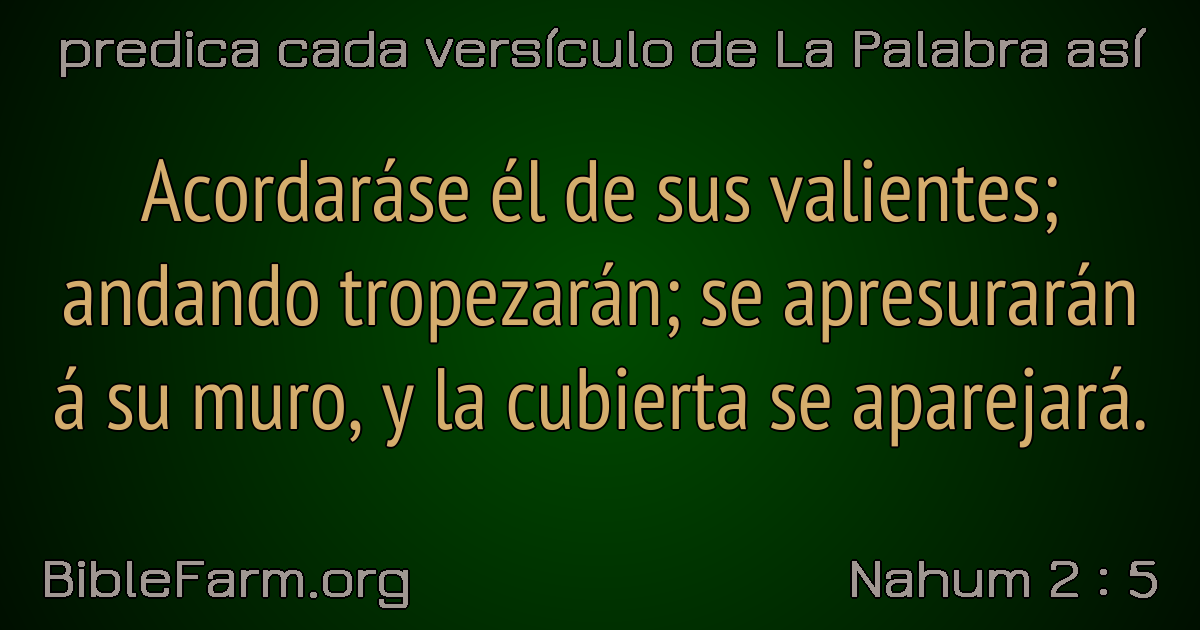 predica cada versículo de La Palabra así
Acordaráse él de sus valientes;
andando tropezarán; se apresurarán
á su muro, y la cubierta se aparejará.
BibleFarm.org
Nahum 2 : 5